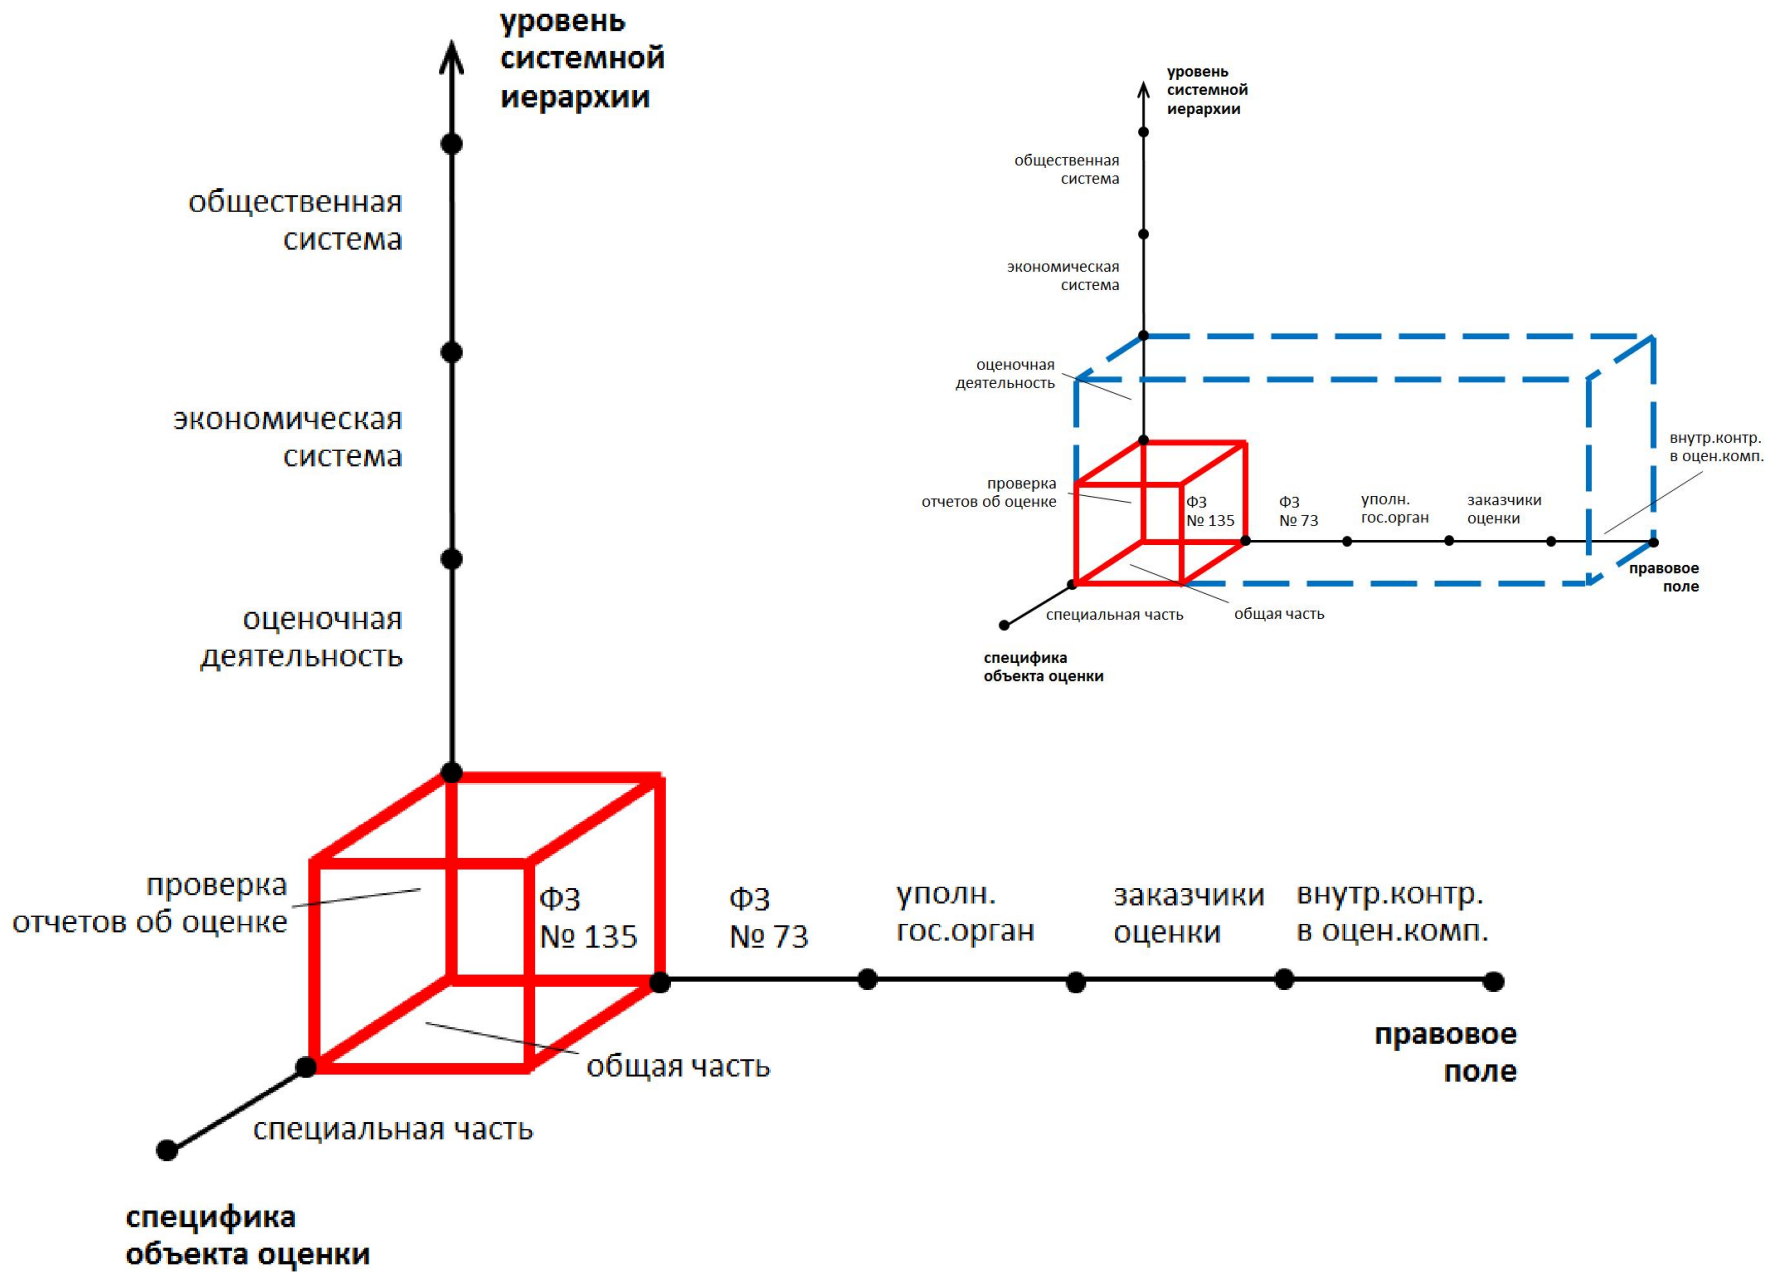 уровень
системной
иерархии
общественная
система
экономическая
система
оценочная
деятельность
проверка
отчетов об оценке
ФЗ
№ 135
ФЗ
№ 73
уполн.
гос.орган
заказчики
оценки
внутр.контр.
в оцен.комп.
правовое
поле
общая часть
специальная часть
специфика
объекта оценки
уровень
системной
иерархии
общественная
система
экономическая
система
оценочная
деятельность
проверка
отчетов об оценке
ФЗ
№ 135
ФЗ
№ 73
уполн.
гос.орган
заказчики
оценки
внутр.контр.
в оцен.комп.
правовое
поле
специальная часть
общая часть
специфика
объекта оценки